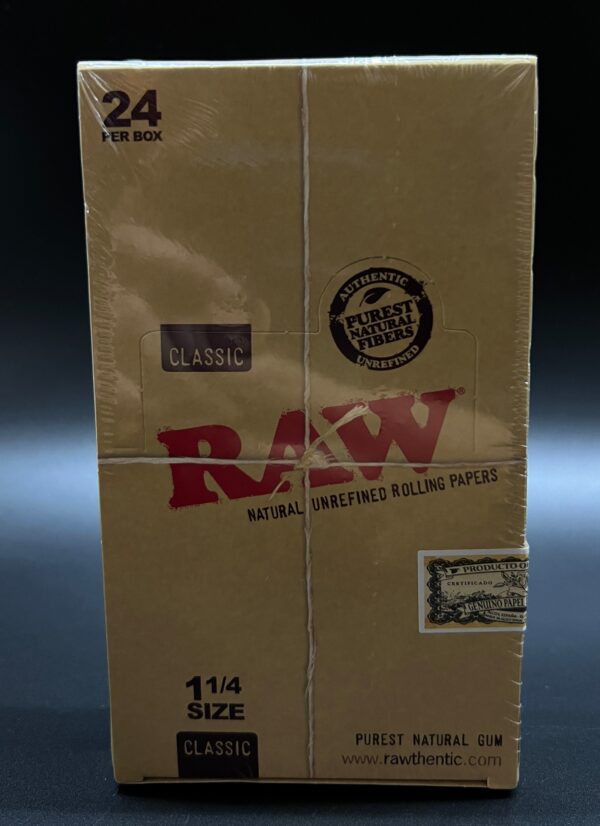 24
PER BOX
AUTHENTIC
PUREST
NATURAL
FIBERS
UNREFINED
CLASSIC
RAW®
NATURAL UNREFINED ROLLING PAPERS
PRODUCTO
CERTIFICADO
GENUINO PAPEL
1 1/4
SIZE
CLASSIC
PUREST NATURAL GUM
www.rawthentic.com